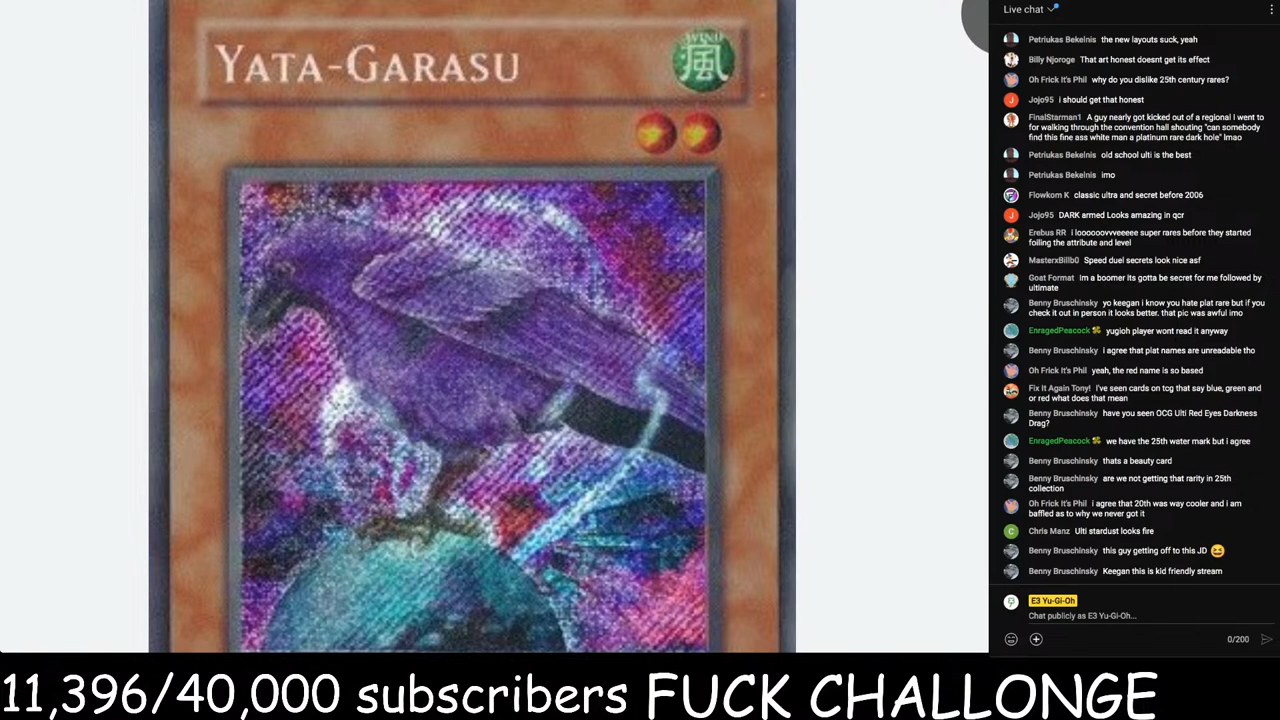 YATA-GARASU
WIND
風
Live chat
Petriukas Bekelnis the new layouts suck, yeah
Billy Njoroge That art honest doesnt get its effect
Oh Frick It's Phil why do you dislike 25th century rares?
J
Jojo95 i should get that honest
FinalStarman1 A guy nearly got kicked out of a regional I went to
for walking through the convention hall shouting "can somebody
find this fine ass white man a platinum rare dark hole" lmao
Petriukas Bekelnis old school ulti is the best
Petriukas Bekelnis imo
Flowkom K classic ultra and secret before 2006
J
Jojo95 DARK armed Looks amazing in qcr
Erebus RR i looooovvveeeee super rares before they started
foiling the attribute and level
MasterxBillb0 Speed duel secrets look nice asf
Goat Format Im a boomer its gotta be secret for me followed by
ultimate
Benny Bruschinsky yo keegan i know you hate plat rare but if you
check it out in person it looks better. that pic was awful imo
EnragedPeacock yugioh player wont read it anyway
Benny Bruschinsky i agree that plat names are unreadable tho
Oh Frick It's Phil yeah, the red name is so based
Fix It Again Tony! I've seen cards on tcg that say blue, green and
or red what does that mean
Benny Bruschinsky have you seen OCG Ulti Red Eyes Darkness
Drag?
EnragedPeacock we have the 25th water mark but i agree
Benny Bruschinsky thats a beauty card
Benny Bruschinsky are we not getting that rarity in 25th
collection
Oh Frick It's Phil i agree that 20th was way cooler and i am
baffled as to why we never got it
C
Chris Manz Ulti stardust looks fire
Benny Bruschinsky this guy getting off to this JD
Benny Bruschinsky Keegan this is kid friendly stream
E3 Yu-Gi-Oh
Chat publicly as E3 Yu-Gi-Oh...
0/200
11,396/40,000 subscribers FUCK CHALLONGE